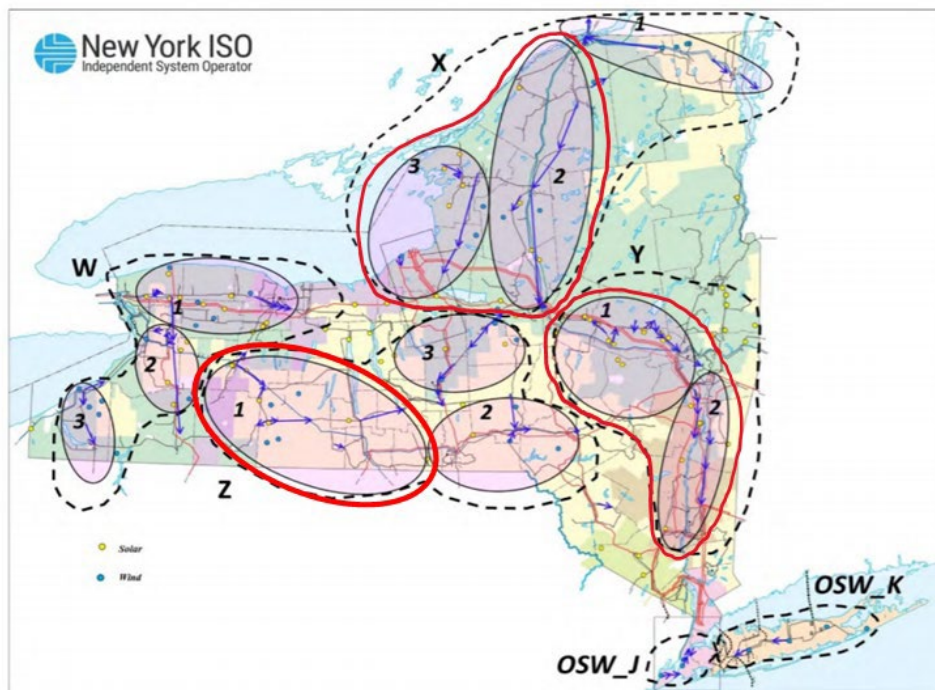 New York ISO
Independent System Operator
1
X
3
2
W
1
Y
1
2
3
3
1
2
2
Z
Solar
Wind
OSW_K
OSW_J